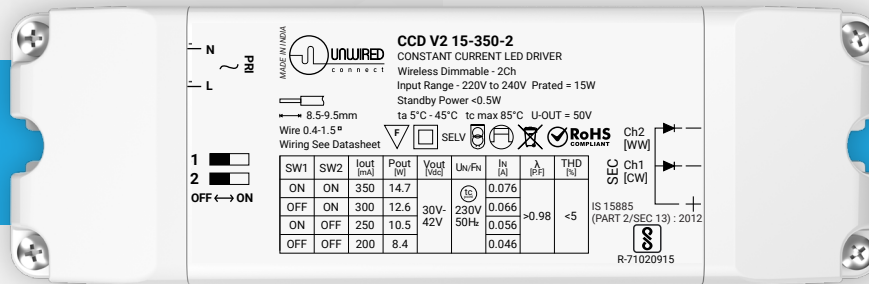 N
L
PRI
MADE IN INDIA
UNWIRED
connect
CCD V2 15-350-2
CONSTANT CURRENT LED DRIVER
Wireless Dimmable - 2Ch
Input Range - 220V to 240V Prated = 15W
Standby Power <0.5W
ta 5°C - 45°C tc max 85°C U-OUT = 50V
8.5-9.5mm
Wire 0.4-1.5¤
Wiring See Datasheet
F
SELV
RoHS
COMPLIANT
1
2
OFF ↔ ON
SW1 SW2 Iout [mA] Pout [W] Vout [Vdc] UN/FN IN [A] λ [P.F] THD [%]
ON ON 350 14.7 30V-42V tc 230V 50Hz 0.076 >0.98 <5
OFF ON 300 12.6 0.066
ON OFF 250 10.5 0.056
OFF OFF 200 8.4 0.046
SEC
Ch2
[WW]
Ch1
[CW]
IS 15885
(PART 2/SEC 13) : 2012
R-71020915